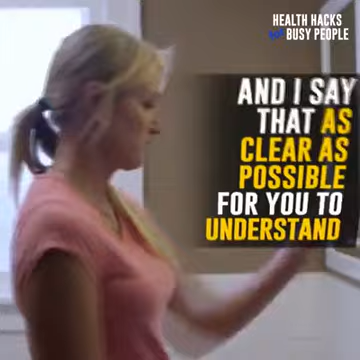 HEALTH HACKS
BUSY PEOPLE
AND I SAY
THAT AS
CLEAR AS
POSSIBLE
FOR YOU TO
UNDERSTAND